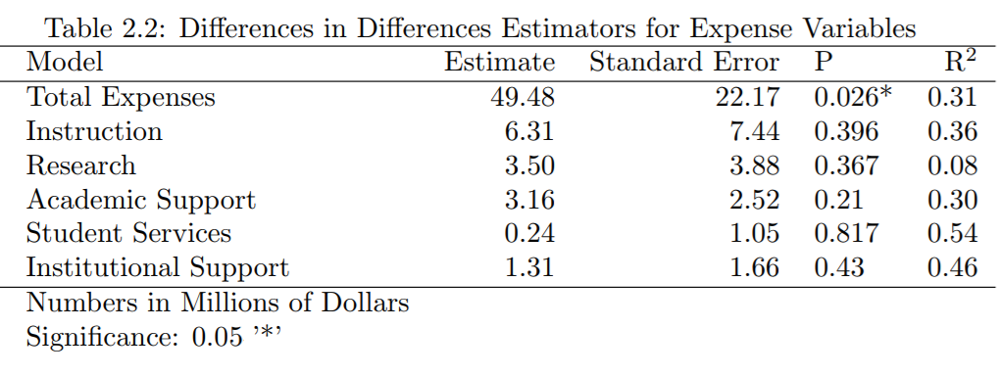 Table 2.2: Differences in Differences Estimators for Expense Variables
Model Estimate Standard Error P R²
Total Expenses 49.48 22.17 0.026* 0.31
Instruction 6.31 7.44 0.396 0.36
Research 3.50 3.88 0.367 0.08
Academic Support 3.16 2.52 0.21 0.30
Student Services 0.24 1.05 0.817 0.54
Institutional Support 1.31 1.66 0.43 0.46
Numbers in Millions of Dollars
Significance: 0.05 ’*’